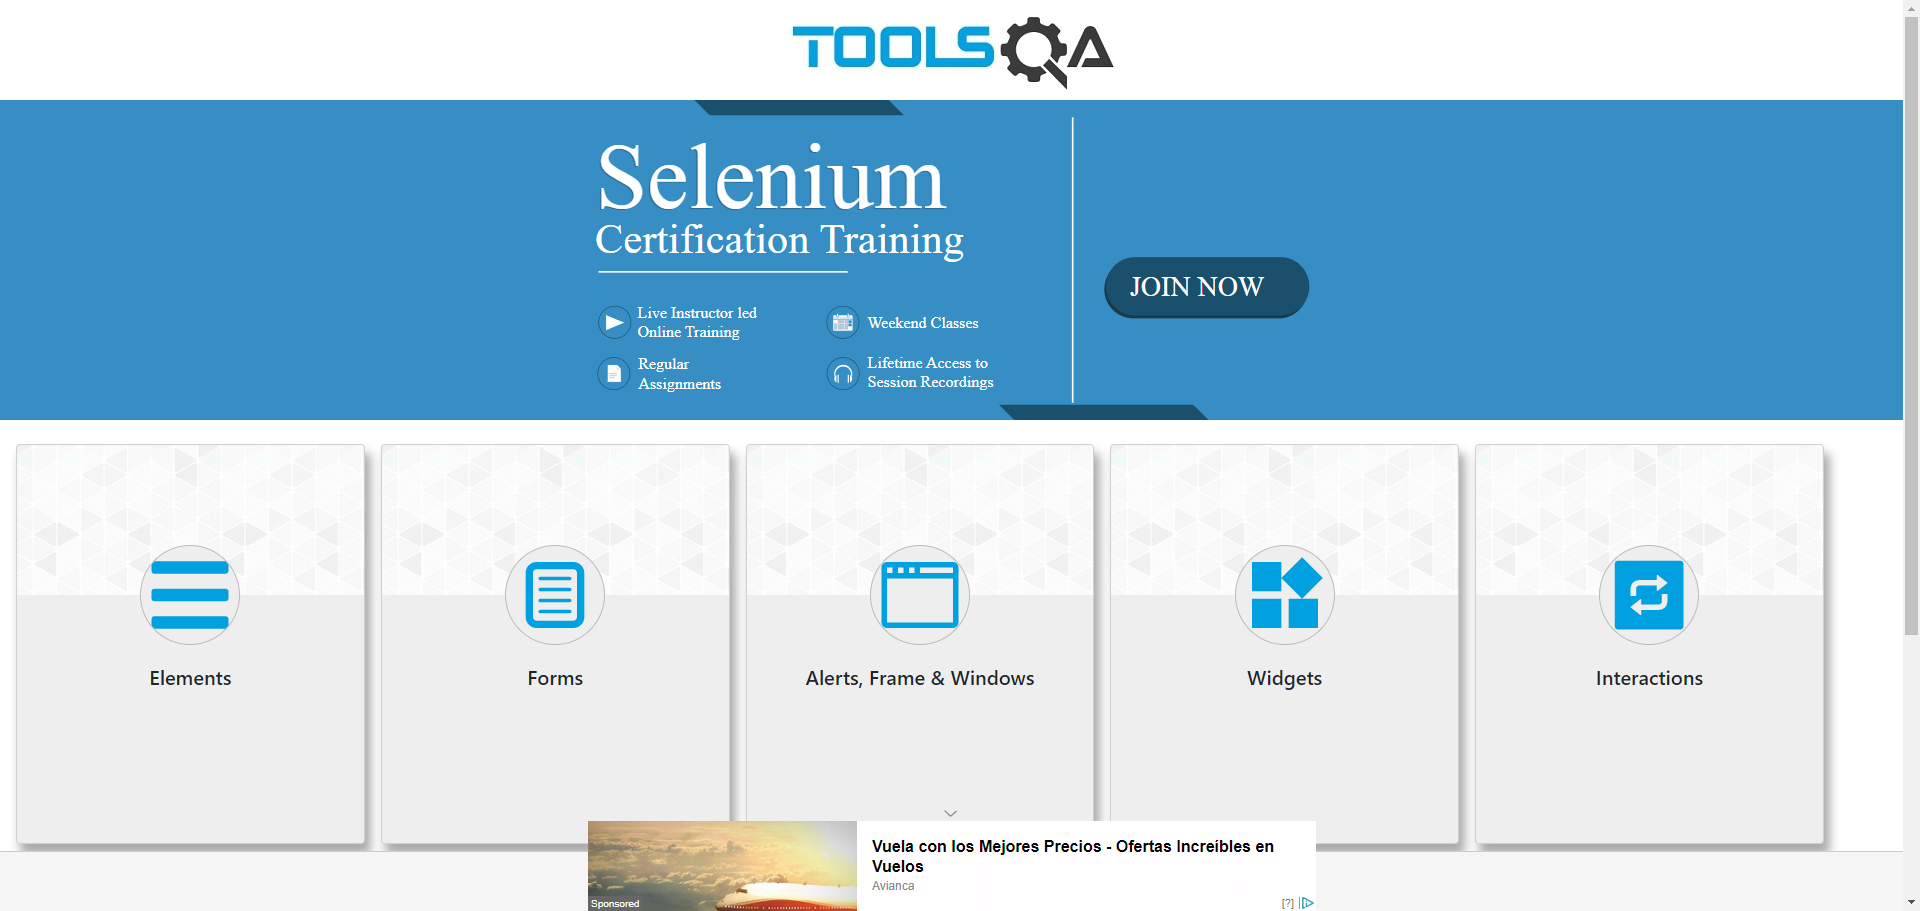 TOOLSQA
Selenium
Certification Training
JOIN NOW
Live Instructor led
Online Training
Weekend Classes
Regular
Assignments
Lifetime Access to
Session Recordings
Elements
Forms
Alerts, Frame & Windows
Widgets
Interactions
Vuela con los Mejores Precios - Ofertas Increíbles en
Vuelos
Avianca
Sponsored
[?]